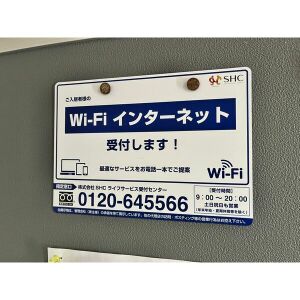 SHC
ご入居者様の
Wi-Fi インターネット
受付します！
最適なサービスをお電話一本でご提案
Wi-Fi
株式会社 SHC ライフサービス受付センター
0120-645566
【受付時間】
9：00 ～ 20：00
土日祝日も営業